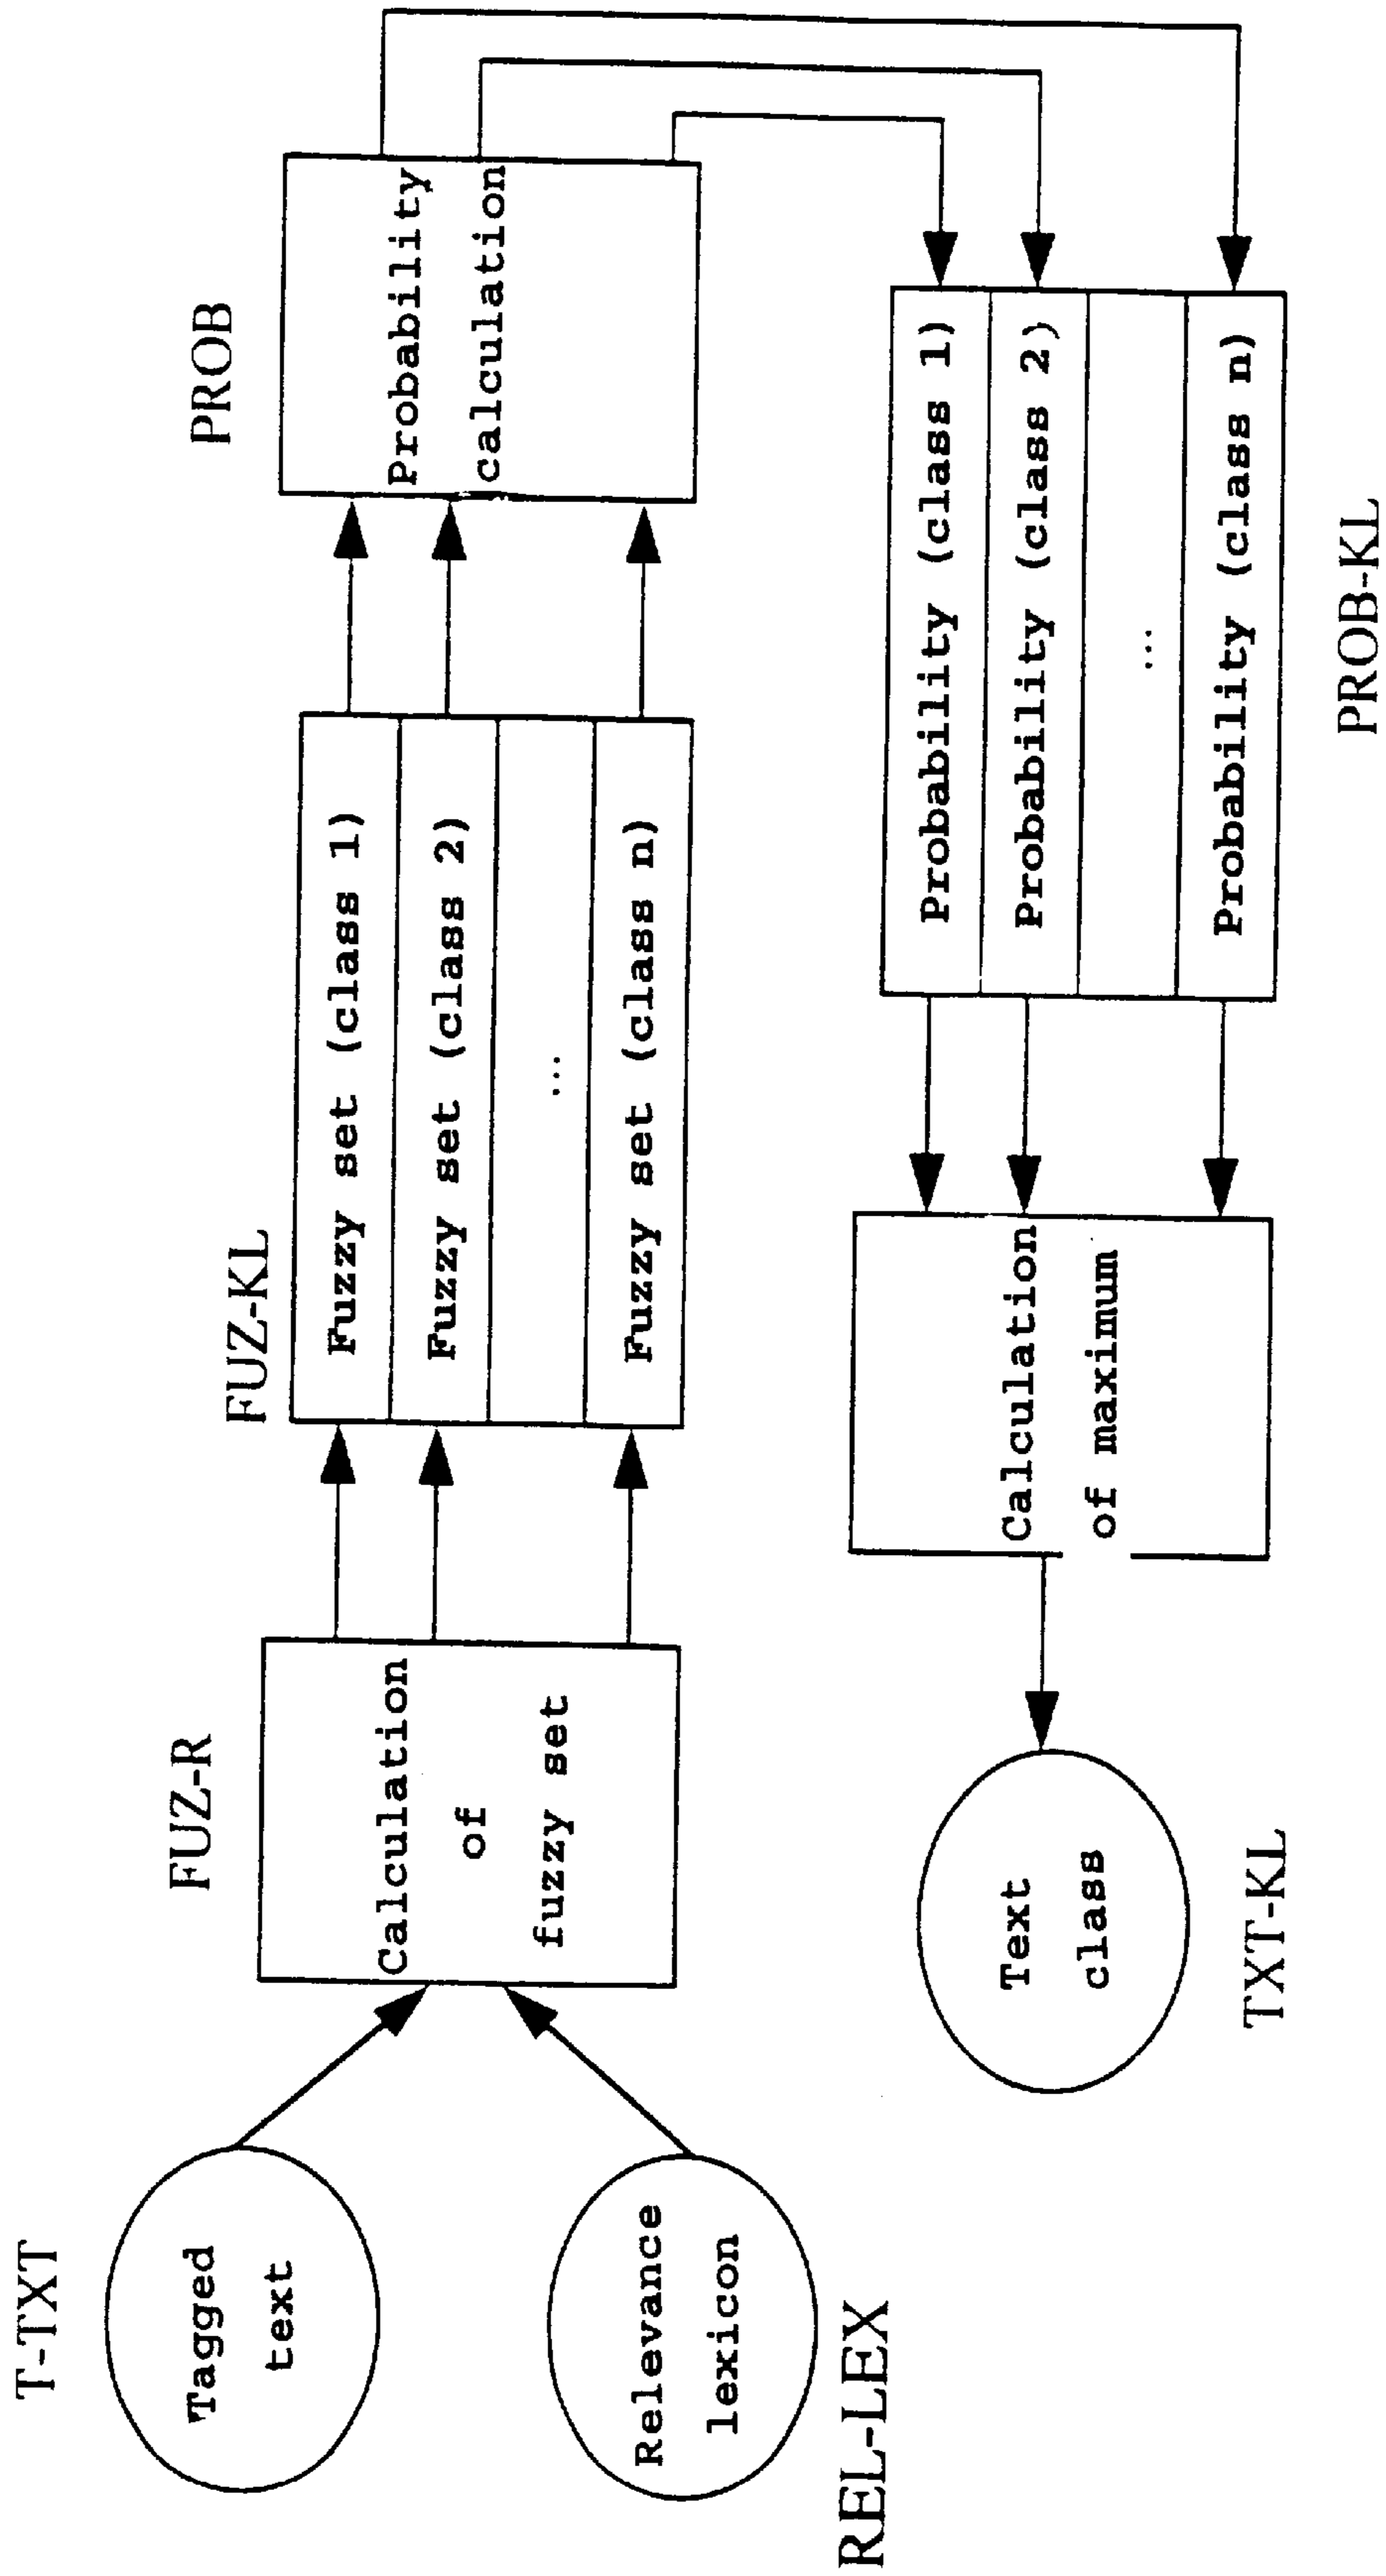 T-TXT
Tagged
text
Relevance
lexicon
REL-LEX
FUZ-R
Calculation
of
fuzzy set
FUZ-KL
Fuzzy set (class 1)
Fuzzy set (class 2)
...
Fuzzy set (class n)
PROB
Probability
calculation
Probability (class 1)
Probability (class 2)
...
Probability (class n)
PROB-KL
Calculation
of maximum
Text
class
TXT-KL